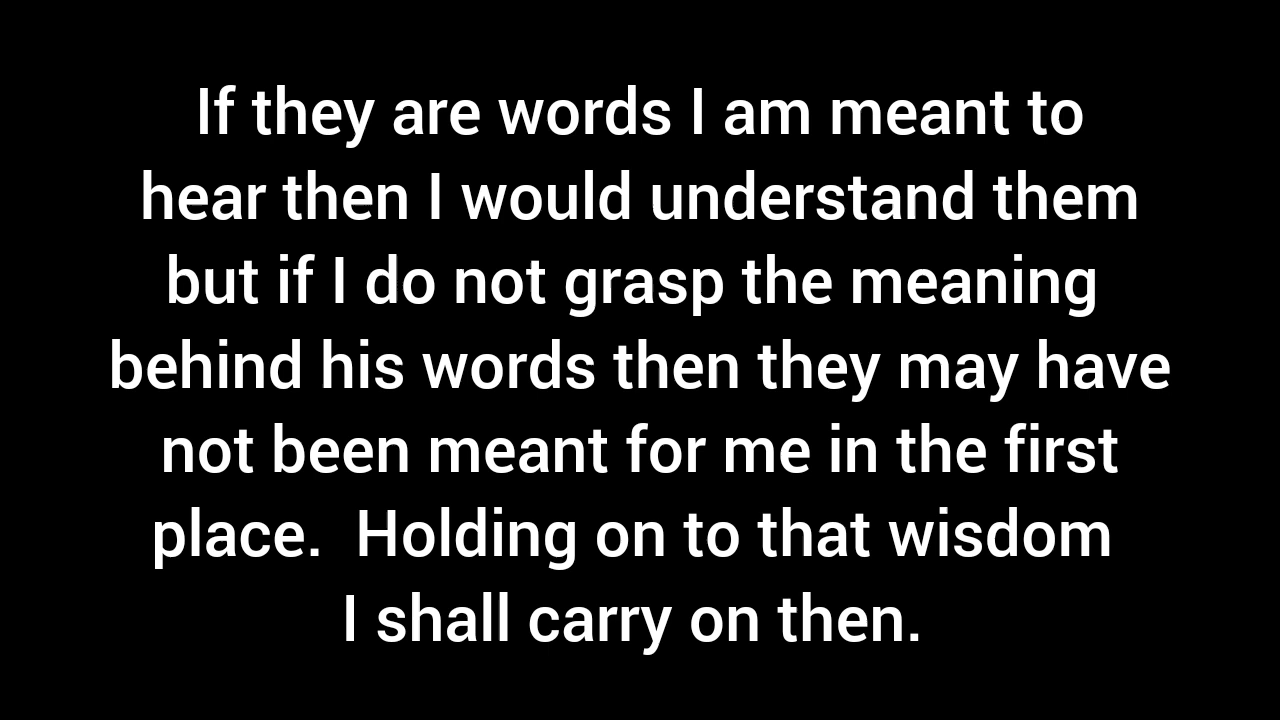 If they are words I am meant to
hear then I would understand them
but if I do not grasp the meaning
behind his words then they may have
not been meant for me in the first
place.  Holding on to that wisdom
I shall carry on then.